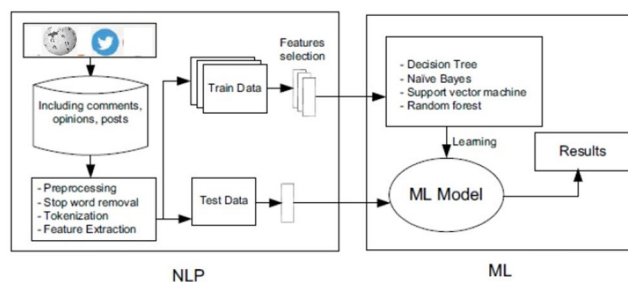 Including comments,
opinions, posts
- Preprocessing
- Stop word removal
- Tokenization
- Feature Extraction
Train Data
Features
selection
Test Data
NLP
- Decision Tree
- Naïve Bayes
- Support vector machine
- Random forest
Learning
ML Model
Results
ML